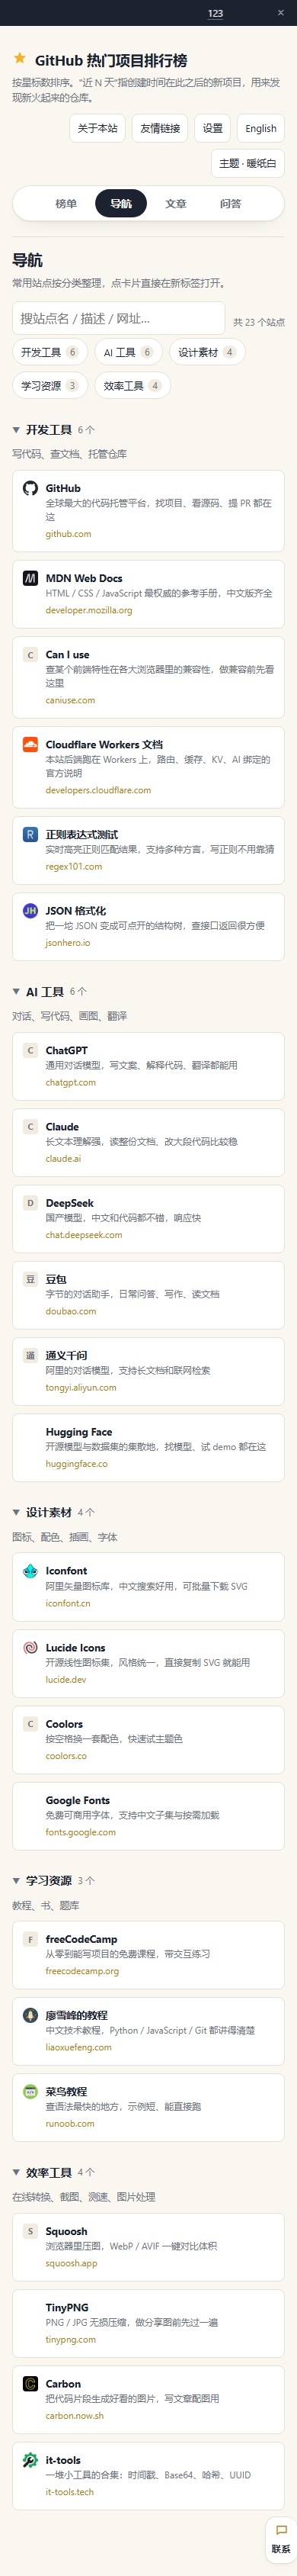 123
×
GitHub 热门项目排行榜
按星标数排序。"近 N 天"指创建时间在此之后的新项目，用来发
现新火起来的仓库。
关于本站
友情链接
设置
English
主题 · 暖纸白
榜单
导航
文章
问答
导航
常用站点按分类整理，点卡片直接在新标签打开。
搜站点名 / 描述 / 网址...
共 23 个站点
开发工具 6
AI 工具 6
设计素材 4
学习资源 3
效率工具 4
▼ 开发工具 6 个
写代码、查文档、托管仓库
GitHub
全球最大的代码托管平台，找项目、看源码、提 PR 都在
这
github.com
MDN Web Docs
HTML / CSS / JavaScript 最权威的参考手册，中文版齐全
developer.mozilla.org
C
Can I use
查某个前端特性在各大浏览器里的兼容性，做兼容前先看
这里
caniuse.com
Cloudflare Workers 文档
本站后端跑在 Workers 上，路由、缓存、KV、AI 绑定的
官方说明
developers.cloudflare.com
R
正则表达式测试
实时高亮正则匹配结果，支持多种方言，写正则不用靠猜
regex101.com
JH
JSON 格式化
把一坨 JSON 变成可点开的结构树，查接口返回很方便
jsonhero.io
▼ AI 工具 6 个
对话、写代码、画图、翻译
C
ChatGPT
通用对话模型，写文案、解释代码、翻译都能用
chatgpt.com
C
Claude
长文本理解强，读整份文档、改大段代码比较稳
claude.ai
D
DeepSeek
国产模型，中文和代码都不错，响应快
chat.deepseek.com
豆
豆包
字节的对话助手，日常问答、写作、读文档
doubao.com
通
通义千问
阿里的对话模型，支持长文档和联网检索
tongyi.aliyun.com
Hugging Face
开源模型与数据集的集散地，找模型、试 demo 都在这
huggingface.co
▼ 设计素材 4 个
图标、配色、插画、字体
Iconfont
阿里矢量图标库，中文搜索好用，可批量下载 SVG
iconfont.cn
Lucide Icons
开源线性图标集，风格统一，直接复制 SVG 就能用
lucide.dev
C
Coolors
按空格换一套配色，快速试主题色
coolors.co
Google Fonts
免费可商用字体，支持中文子集与按需加载
fonts.google.com
▼ 学习资源 3 个
教程、书、题库
F
freeCodeCamp
从零到能写项目的免费课程，带交互练习
freecodecamp.org
廖雪峰的教程
中文技术教程，Python / JavaScript / Git 都讲得清楚
liaoxuefeng.com
菜鸟教程
查语法最快的地方，示例短、能直接跑
runoob.com
▼ 效率工具 4 个
在线转换、截图、测速、图片处理
S
Squoosh
浏览器里压图，WebP / AVIF 一键对比体积
squoosh.app
TinyPNG
PNG / JPG 无损压缩，做分享图前先过一遍
tinypng.com
Carbon
把代码片段生成好看的图片，写文章配图用
carbon.now.sh
it-tools
一堆小工具的合集：时间戳、Base64、哈希、UUID
it-tools.tech
联系